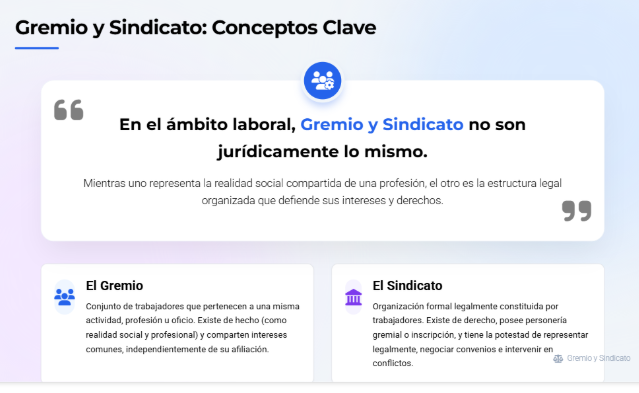 Gremio y Sindicato: Conceptos Clave
En el ámbito laboral, Gremio y Sindicato no son
jurídicamente lo mismo.
Mientras uno representa la realidad social compartida de una profesión, el otro es la estructura legal
organizada que defiende sus intereses y derechos.
El Gremio
Conjunto de trabajadores que pertenecen a una misma
actividad, profesión u oficio. Existe de hecho (como
realidad social y profesional) y comparten intereses
comunes, independientemente de su afiliación.
El Sindicato
Organización formal legalmente constituida por
trabajadores. Existe de derecho, posee personería
gremial o inscripción, y tiene la potestad de representar
legalmente, negociar convenios e intervenir en
conflictos.
Gremio y Sindicato